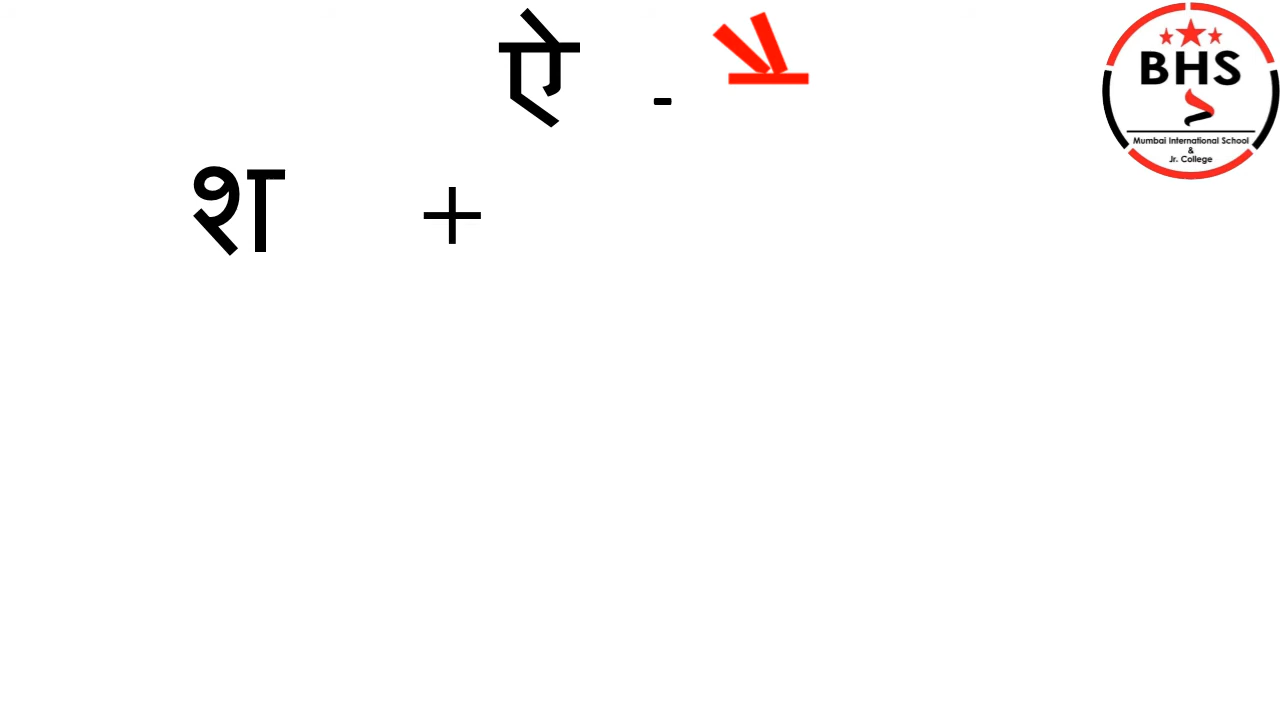 ऐ - ै
श +
BHS
Mumbai International School
&
Jr. College